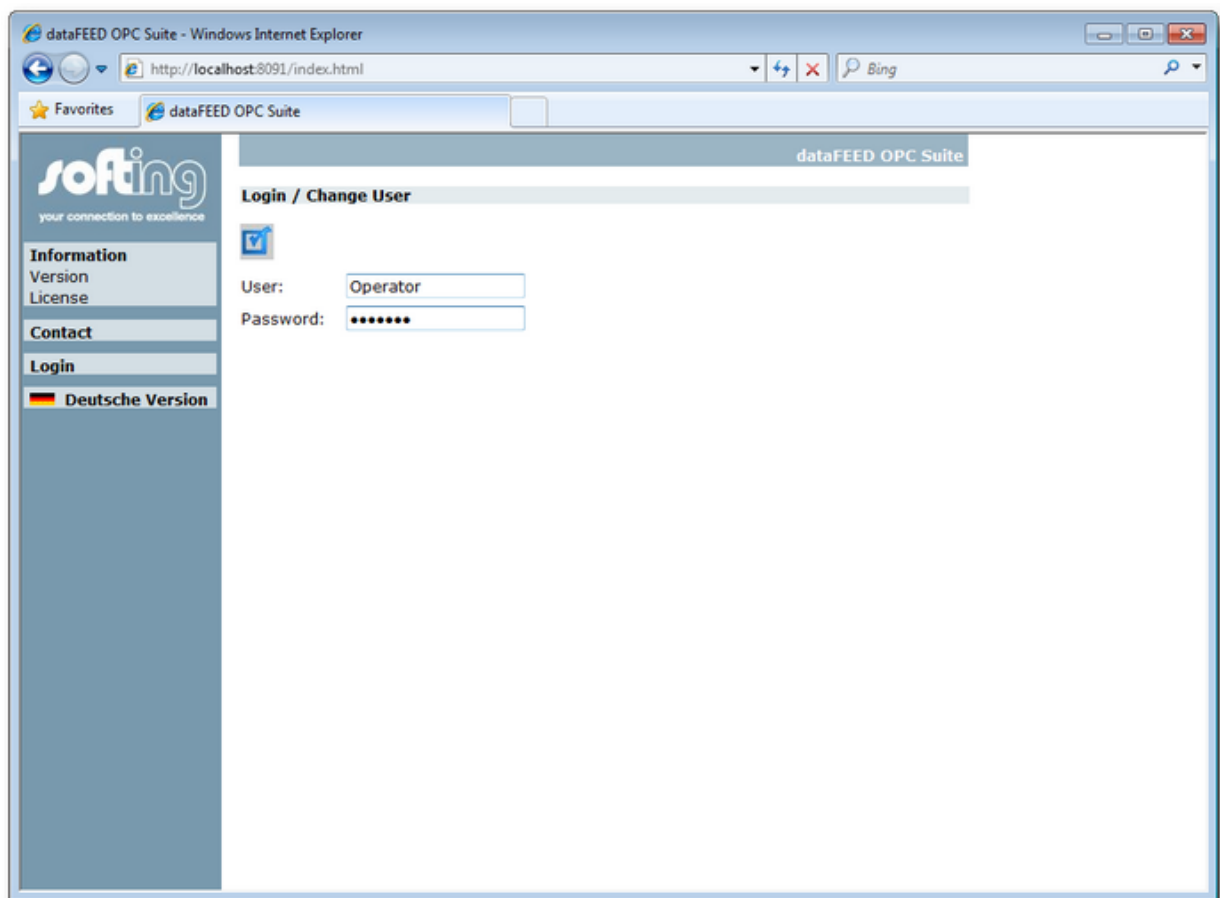 dataFEED OPC Suite - Windows Internet Explorer
http://localhost:8091/index.html
Bing
Favorites
dataFEED OPC Suite
softing
your connection to excellence
Information
Version
License
Contact
Login
Deutsche Version
dataFEED OPC Suite
Login / Change User
User: Operator
Password: •••••••